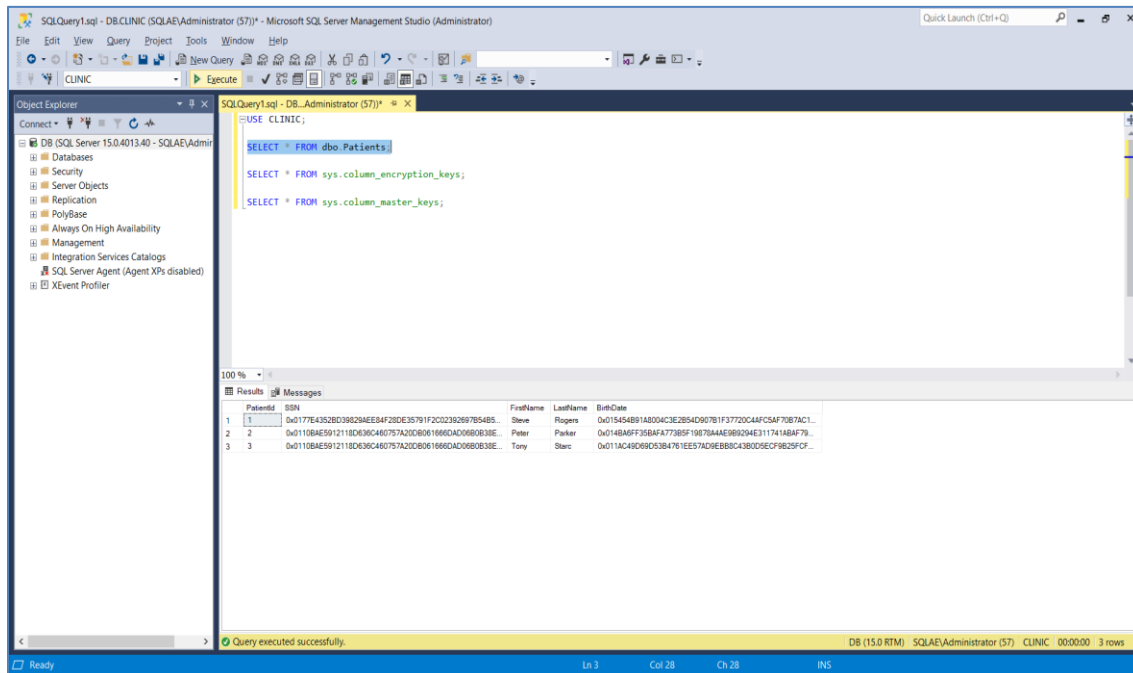 SQLQuery1.sql - DB.CLINIC (SQLAE\Administrator (57))* - Microsoft SQL Server Management Studio (Administrator)
Quick Launch (Ctrl+Q)
File Edit View Query Project Tools Window Help
New Query
CLINIC Execute
Object Explorer
SQLQuery1.sql - DB...Administrator (57))*
Connect
DB (SQL Server 15.0.4013.40 - SQLAE\Admir
Databases
Security
Server Objects
Replication
PolyBase
Always On High Availability
Management
Integration Services Catalogs
SQL Server Agent (Agent XPs disabled)
XEvent Profiler
USE CLINIC;
SELECT * FROM dbo.Patients;
SELECT * FROM sys.column_encryption_keys;
SELECT * FROM sys.column_master_keys;
100 %
Results Messages
PatientId SSN FirstName LastName BirthDate
1 1 0x0177E4352BD39829AEE84F28DE35791F2C02392697B54B5... Steve Rogers 0x015454B91A8004C3E2B54D907B1F37720C4AFC5AF70B7AC1...
2 2 0x0110BAE5912118D636C460757A20DB061666DAD06B0B38E... Peter Parker 0x014BA6FF35BAFA773B5F19878A4AE9B9294E311741ABAF79...
3 3 0x0110BAE5912118D636C460757A20DB061666DAD06B0B38E... Tony Starc 0x011AC49D69D53B4761EE57AD9EBB8C43B0D5ECF9B25FCF...
Query executed successfully.
DB (15.0 RTM) SQLAE\Administrator (57) CLINIC 00:00:00 3 rows
Ready Ln 3 Col 28 Ch 28 INS